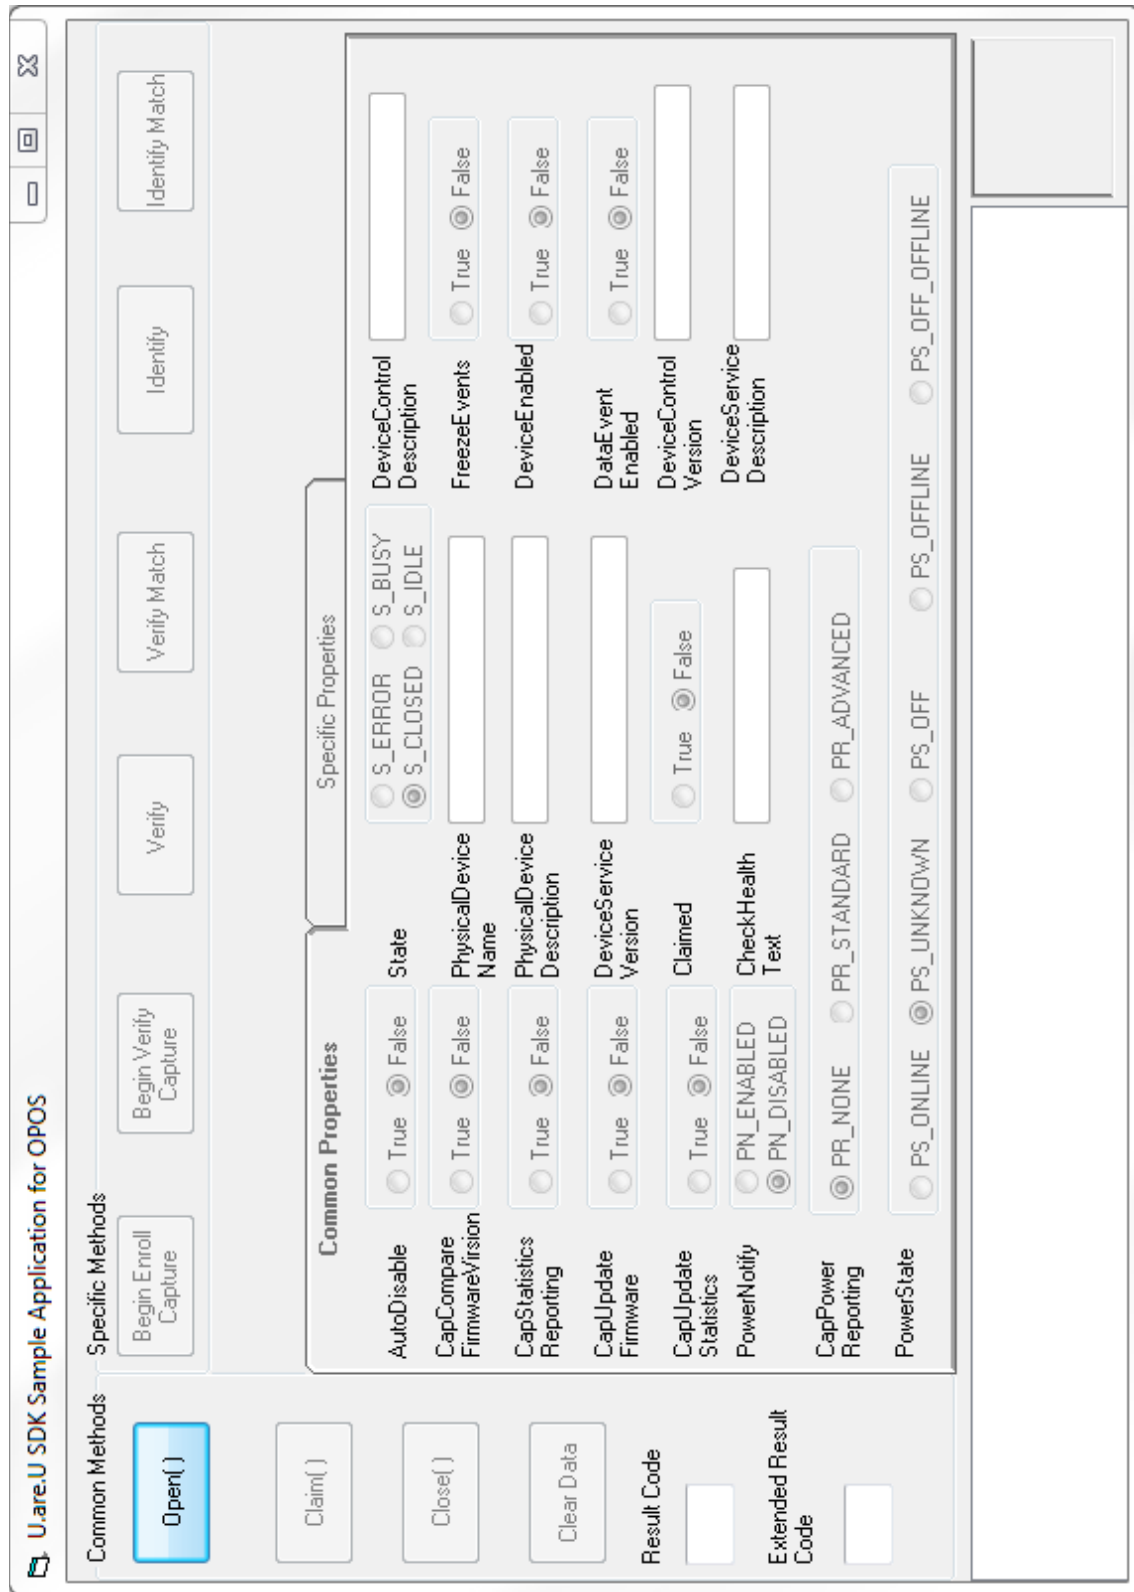 U.are.U SDK Sample Application for OPOS
Common Methods
Open( )
Claim( )
Close( )
Clear Data
Result Code
Extended Result
Code
Specific Methods
Begin Enroll
Capture
Begin Verify
Capture
Verify
Verify Match
Identify
Identify Match
Common Properties
Specific Properties
AutoDisable
True False
CapCompare
FirmwareVirsion
True False
CapStatistics
Reporting
True False
CapUpdate
Firmware
True False
CapUpdate
Statistics
True False
PowerNotify
PN_ENABLED
PN_DISABLED
CapPower
Reporting
PR_NONE PR_STANDARD PR_ADVANCED
PowerState
PS_ONLINE PS_UNKNOWN PS_OFF PS_OFFLINE PS_OFF_OFFLINE
State
S_ERROR S_BUSY
S_CLOSED S_IDLE
PhysicalDevice
Name
PhysicalDevice
Description
DeviceService
Version
Claimed
True False
CheckHealth
Text
DeviceControl
Description
FreezeEvents
True False
DeviceEnabled
True False
DataEvent
Enabled
True False
DeviceControl
Version
DeviceService
Description